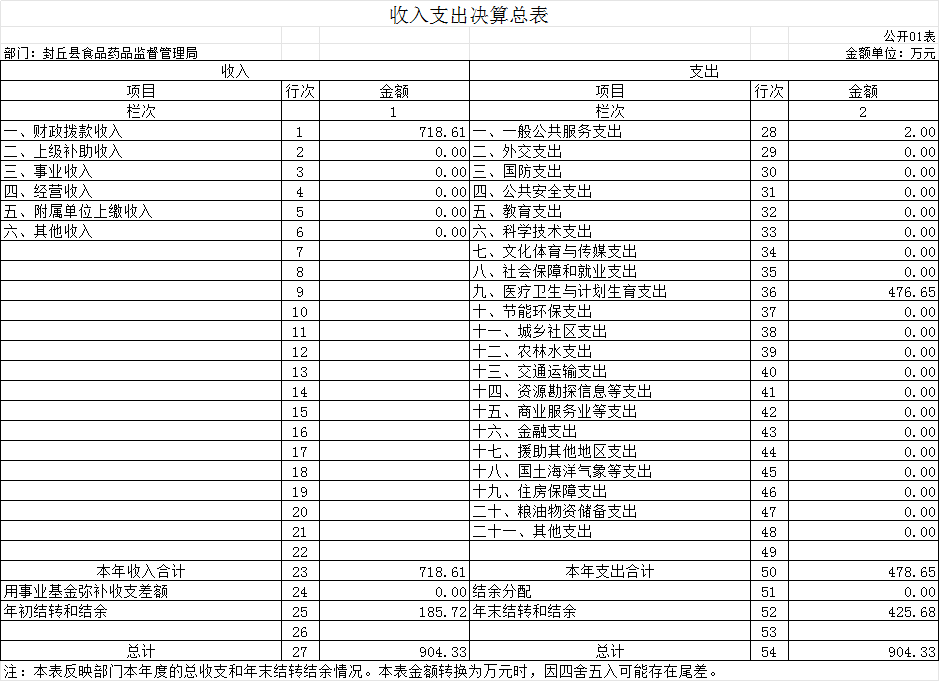 收入支出决算总表
公开01表
部门：封丘县食品药品监督管理局 金额单位：万元
收入 支出
项目 行次 金额 项目 行次 金额
栏次 1 栏次 2
一、财政拨款收入 1 718.61 一、一般公共服务支出 28 2.00
二、上级补助收入 2 0.00 二、外交支出 29 0.00
三、事业收入 3 0.00 三、国防支出 30 0.00
四、经营收入 4 0.00 四、公共安全支出 31 0.00
五、附属单位上缴收入 5 0.00 五、教育支出 32 0.00
六、其他收入 6 0.00 六、科学技术支出 33 0.00
7 七、文化体育与传媒支出 34 0.00
8 八、社会保障和就业支出 35 0.00
9 九、医疗卫生与计划生育支出 36 476.65
10 十、节能环保支出 37 0.00
11 十一、城乡社区支出 38 0.00
12 十二、农林水支出 39 0.00
13 十三、交通运输支出 40 0.00
14 十四、资源勘探信息等支出 41 0.00
15 十五、商业服务业等支出 42 0.00
16 十六、金融支出 43 0.00
17 十七、援助其他地区支出 44 0.00
18 十八、国土海洋气象等支出 45 0.00
19 十九、住房保障支出 46 0.00
20 二十、粮油物资储备支出 47 0.00
21 二十一、其他支出 48 0.00
22 49
本年收入合计 23 718.61 本年支出合计 50 478.65
用事业基金弥补收支差额 24 0.00 结余分配 51 0.00
年初结转和结余 25 185.72 年末结转和结余 52 425.68
26 53
总计 27 904.33 总计 54 904.33
注：本表反映部门本年度的总收支和年末结转结余情况。本表金额转换为万元时，因四舍五入可能存在尾差。